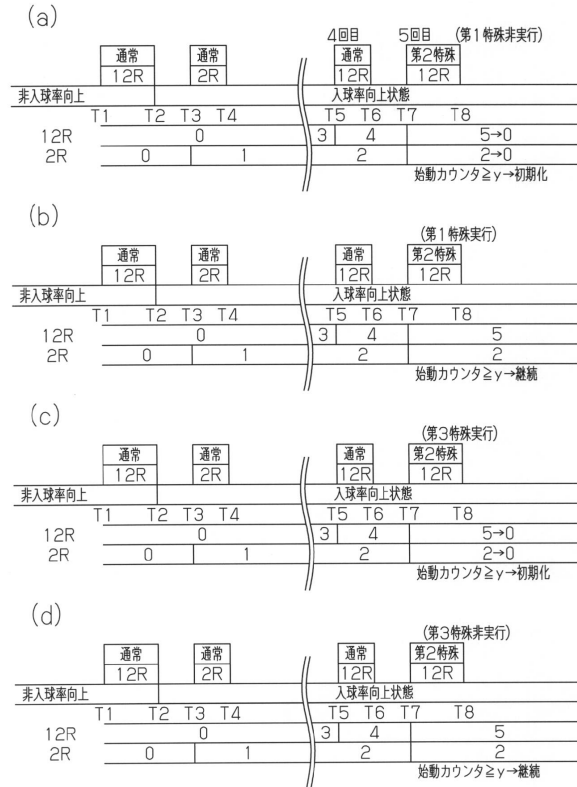 (a)
4回目 5回目 (第1特殊非実行)
通常 通常 通常 第2特殊
12R 2R 12R 12R
非入球率向上 入球率向上状態
T1 T2 T3 T4 T5 T6 T7 T8
12R 0 3 4 5→0
2R 0 1 2 2→0
始動カウンタ≧y→初期化
(b)
(第1特殊実行)
通常 通常 通常 第2特殊
12R 2R 12R 12R
非入球率向上 入球率向上状態
T1 T2 T3 T4 T5 T6 T7 T8
12R 0 3 4 5
2R 0 1 2 2
始動カウンタ≧y→継続
(c)
(第3特殊実行)
通常 通常 通常 第2特殊
12R 2R 12R 12R
非入球率向上 入球率向上状態
T1 T2 T3 T4 T5 T6 T7 T8
12R 0 3 4 5→0
2R 0 1 2 2→0
始動カウンタ≧y→初期化
(d)
(第3特殊非実行)
通常 通常 通常 第2特殊
12R 2R 12R 12R
非入球率向上 入球率向上状態
T1 T2 T3 T4 T5 T6 T7 T8
12R 0 3 4 5
2R 0 1 2 2
始動カウンタ≧y→継続